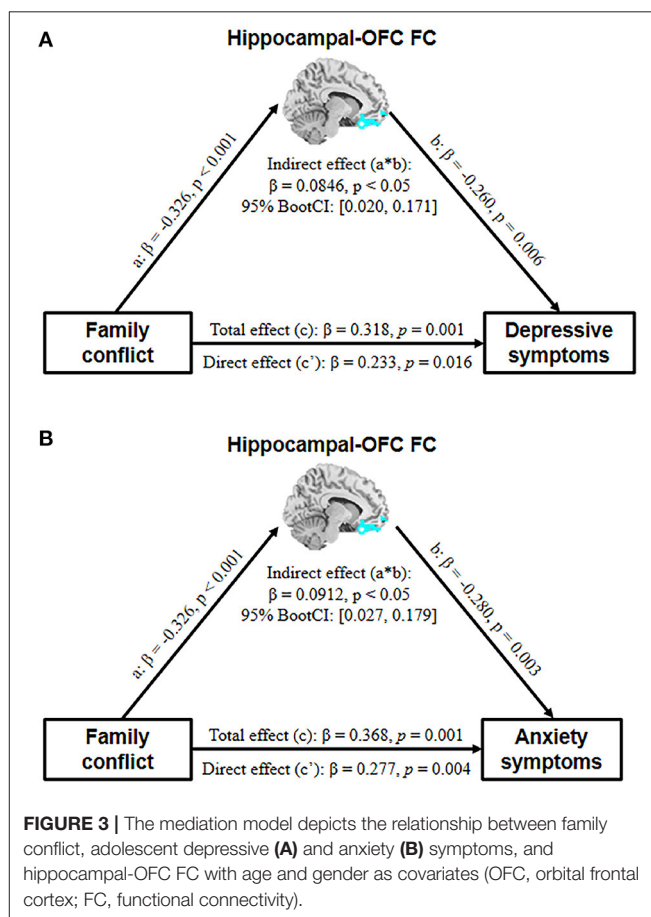 A
Hippocampal-OFC FC
a: β = -0.326, p < 0.001
Indirect effect (a*b):
β = 0.0846, p < 0.05
95% BootCI: [0.020, 0.171]
b: β = -0.260, p = 0.006
Family
conflict
Total effect (c): β = 0.318, p = 0.001
Direct effect (c'): β = 0.233, p = 0.016
Depressive
symptoms
B
Hippocampal-OFC FC
a: β = -0.326, p < 0.001
Indirect effect (a*b):
β = 0.0912, p < 0.05
95% BootCI: [0.027, 0.179]
b: β = -0.280, p = 0.003
Family
conflict
Total effect (c): β = 0.368, p = 0.001
Direct effect (c'): β = 0.277, p = 0.004
Anxiety
symptoms
FIGURE 3 | The mediation model depicts the relationship between family
conflict, adolescent depressive (A) and anxiety (B) symptoms, and
hippocampal-OFC FC with age and gender as covariates (OFC, orbital frontal
cortex; FC, functional connectivity).